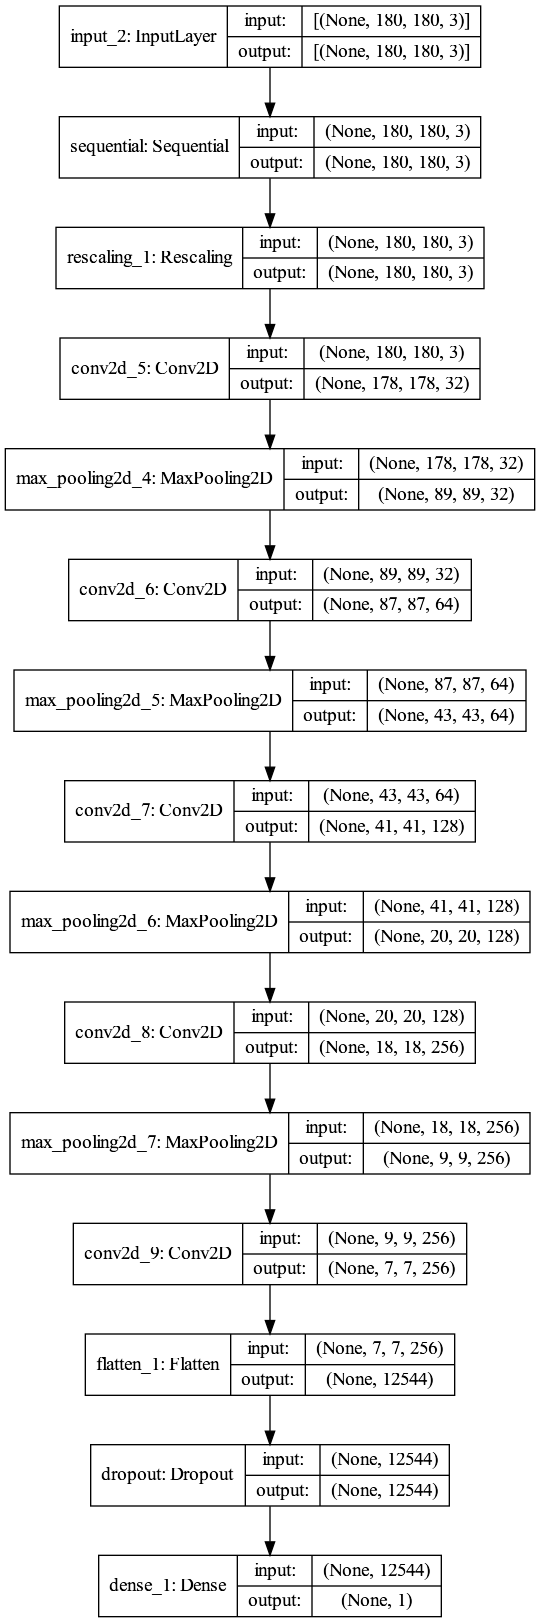 input_2: InputLayer
input: [(None, 180, 180, 3)]
output: [(None, 180, 180, 3)]
sequential: Sequential
input: (None, 180, 180, 3)
output: (None, 180, 180, 3)
rescaling_1: Rescaling
input: (None, 180, 180, 3)
output: (None, 180, 180, 3)
conv2d_5: Conv2D
input: (None, 180, 180, 3)
output: (None, 178, 178, 32)
max_pooling2d_4: MaxPooling2D
input: (None, 178, 178, 32)
output: (None, 89, 89, 32)
conv2d_6: Conv2D
input: (None, 89, 89, 32)
output: (None, 87, 87, 64)
max_pooling2d_5: MaxPooling2D
input: (None, 87, 87, 64)
output: (None, 43, 43, 64)
conv2d_7: Conv2D
input: (None, 43, 43, 64)
output: (None, 41, 41, 128)
max_pooling2d_6: MaxPooling2D
input: (None, 41, 41, 128)
output: (None, 20, 20, 128)
conv2d_8: Conv2D
input: (None, 20, 20, 128)
output: (None, 18, 18, 256)
max_pooling2d_7: MaxPooling2D
input: (None, 18, 18, 256)
output: (None, 9, 9, 256)
conv2d_9: Conv2D
input: (None, 9, 9, 256)
output: (None, 7, 7, 256)
flatten_1: Flatten
input: (None, 7, 7, 256)
output: (None, 12544)
dropout: Dropout
input: (None, 12544)
output: (None, 12544)
dense_1: Dense
input: (None, 12544)
output: (None, 1)